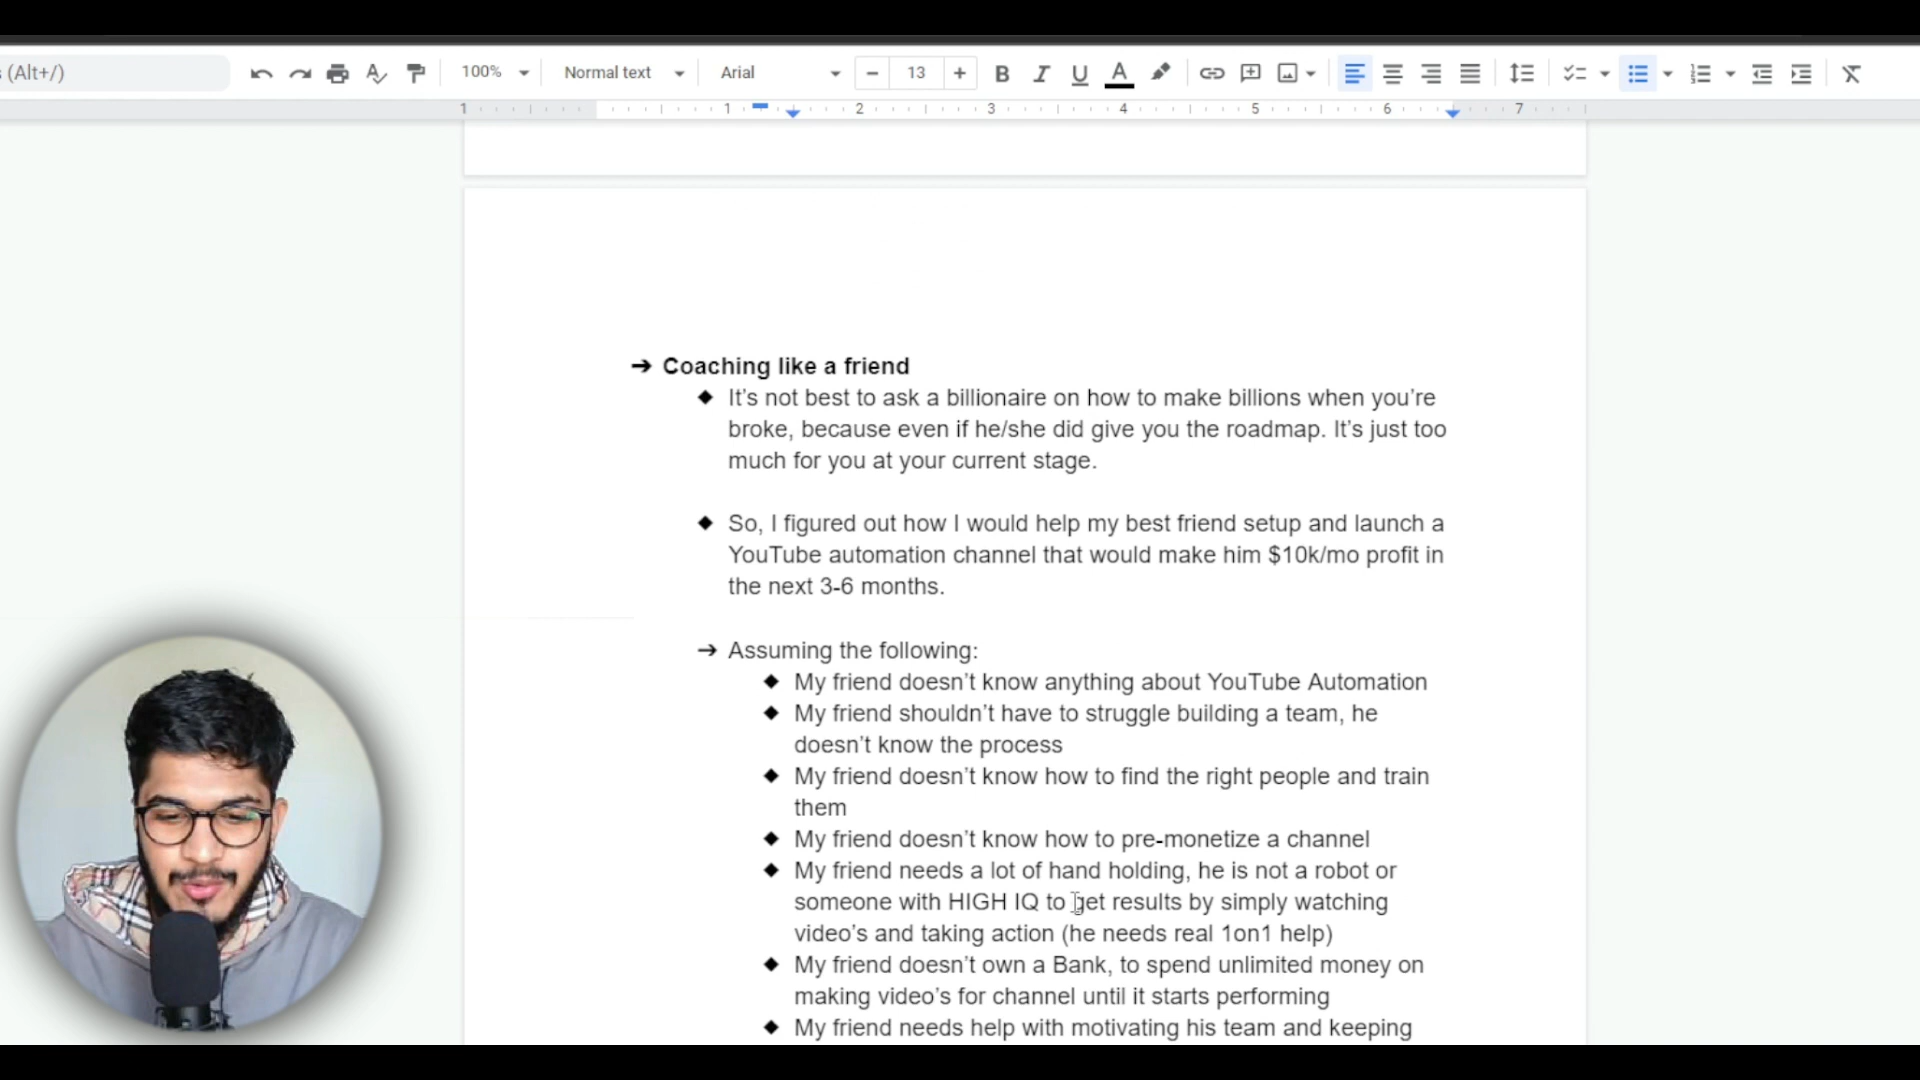 (Alt+/)
100% Normal text Arial 13 B I U A
1 1 2 3 4 5 6 7
➔ Coaching like a friend
◆ It’s not best to ask a billionaire on how to make billions when you’re
broke, because even if he/she did give you the roadmap. It’s just too
much for you at your current stage.
◆ So, I figured out how I would help my best friend setup and launch a
YouTube automation channel that would make him $10k/mo profit in
the next 3-6 months.
➔ Assuming the following:
◆ My friend doesn’t know anything about YouTube Automation
◆ My friend shouldn’t have to struggle building a team, he
doesn’t know the process
◆ My friend doesn’t know how to find the right people and train
them
◆ My friend doesn’t know how to pre-monetize a channel
◆ My friend needs a lot of hand holding, he is not a robot or
someone with HIGH IQ to get results by simply watching
video’s and taking action (he needs real 1on1 help)
◆ My friend doesn’t own a Bank, to spend unlimited money on
making video’s for channel until it starts performing
◆ My friend needs help with motivating his team and keeping